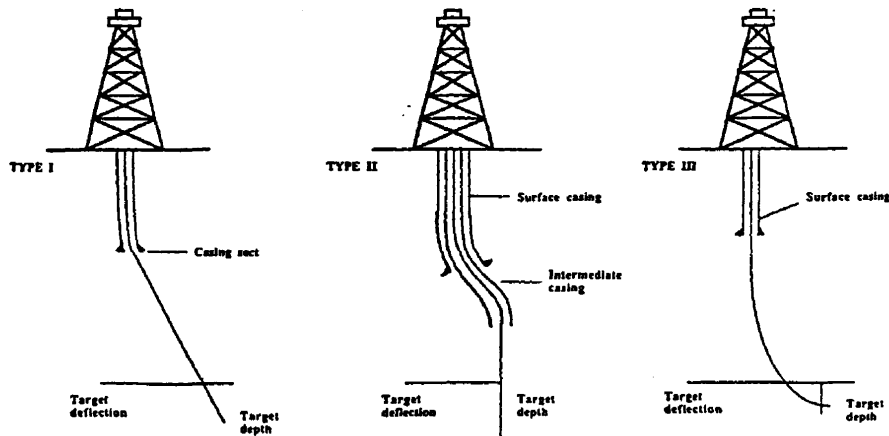 TYPE I
Casing sect
Target
deflection
Target
depth
TYPE II
Surface casing
Intermediate
casing
Target
deflection
Target
depth
TYPE III
Surface casing
Target
deflection
Target
depth